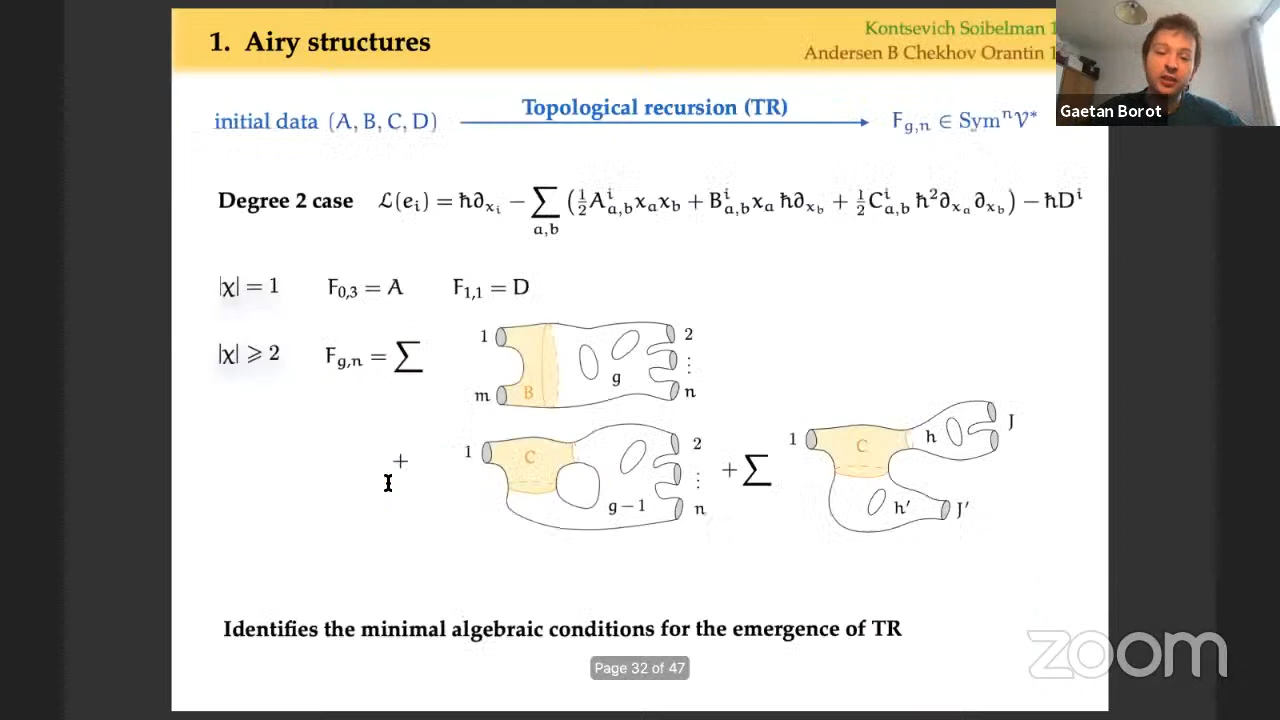 1. Airy structures
Kontsevich Soibelman 1
Andersen B Chekhov Orantin 1
Gaetan Borot
initial data (A, B, C, D)
Topological recursion (TR)
F_{g,n} ∈ Sym^n 𝒱*
Degree 2 case ℒ(e_i) = ħ∂_{x_i} − ∑_{a,b} (½A^i_{a,b}x_a x_b + B^i_{a,b}x_a ħ∂_{x_b} + ½C^i_{a,b} ħ²∂_{x_a}∂_{x_b}) − ħD^i
|χ| = 1 F_{0,3} = A F_{1,1} = D
|χ| ⩾ 2 F_{g,n} = ∑
1 2
g ⋮
m B n
+ 1 C 2
g − 1 ⋮
n
+ ∑ 1 C h J
h′ J′
Identifies the minimal algebraic conditions for the emergence of TR
Page 32 of 47
zoom